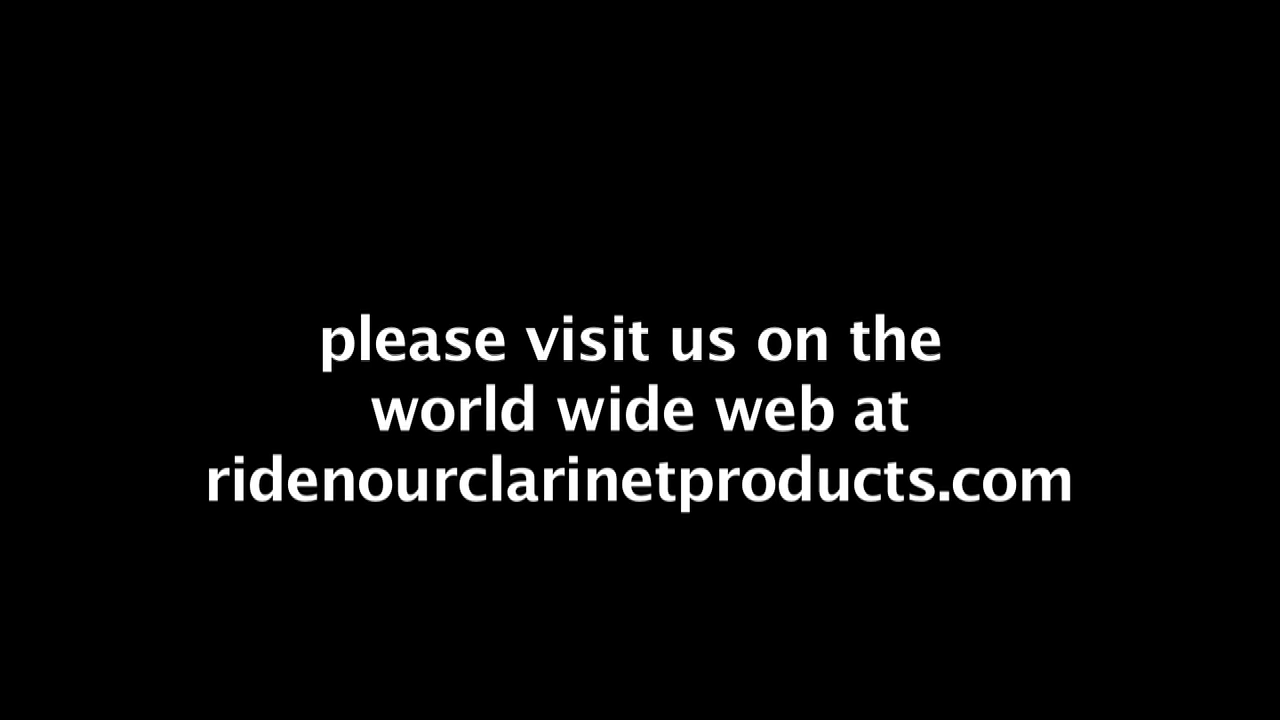 please visit us on the
world wide web at
ridenourclarinetproducts.com